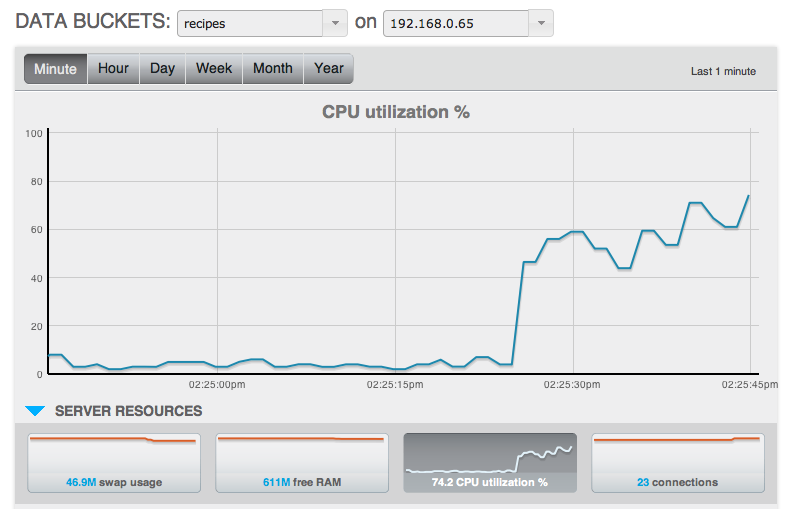 DATA BUCKETS: recipes on 192.168.0.65
Minute Hour Day Week Month Year Last 1 minute
CPU utilization %
100
80
60
40
20
0
02:25:00pm 02:25:15pm 02:25:30pm 02:25:45pm
SERVER RESOURCES
46.9M swap usage 611M free RAM 74.2 CPU utilization % 23 connections